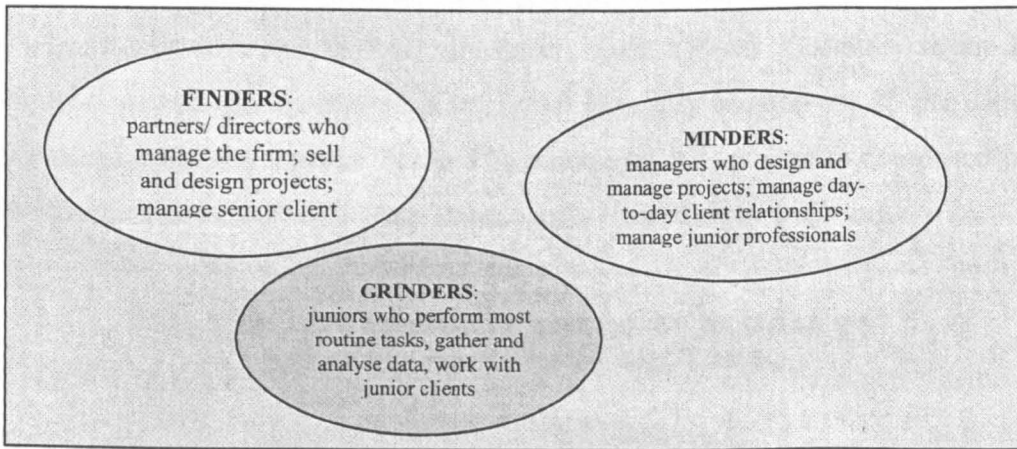 FINDERS:
partners/ directors who
manage the firm; sell
and design projects;
manage senior client
MINDERS:
managers who design and
manage projects; manage day-
to-day client relationships;
manage junior professionals
GRINDERS:
juniors who perform most
routine tasks, gather and
analyse data, work with
junior clients